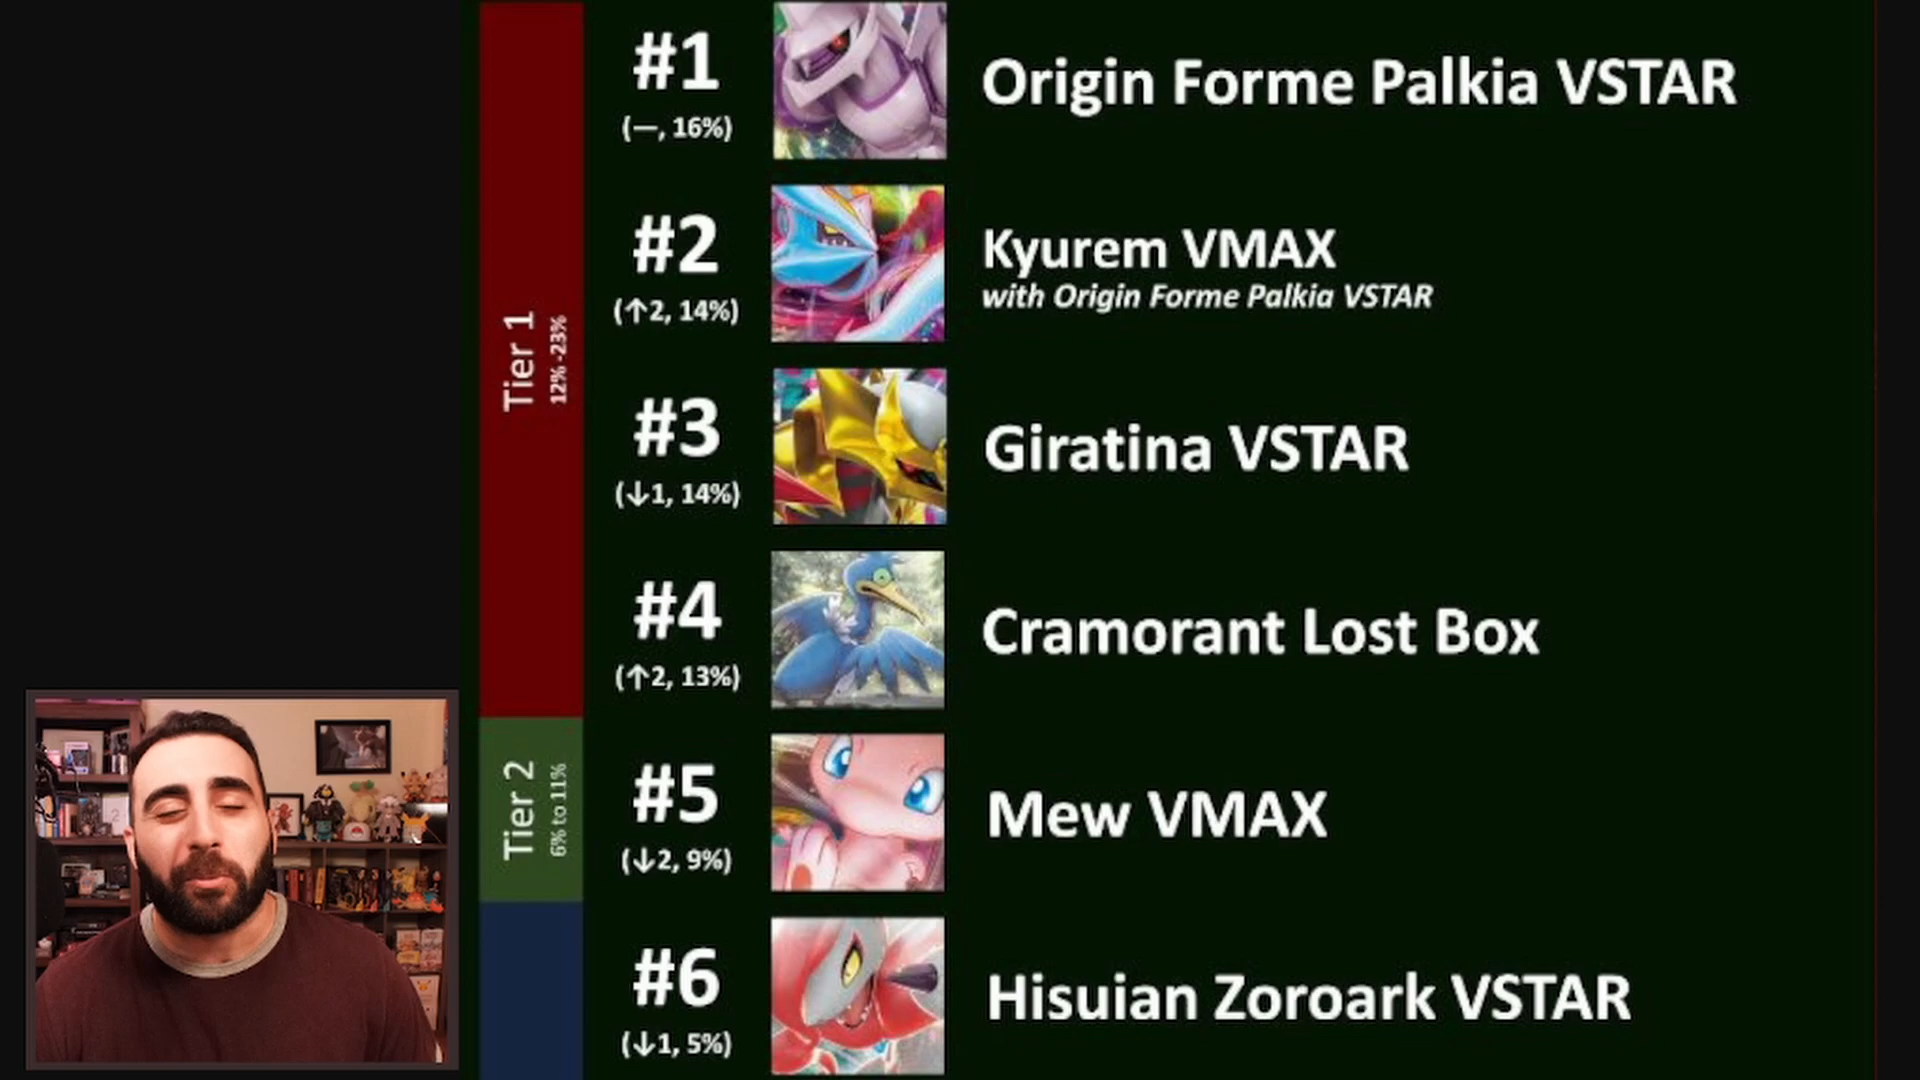 Tier 1
12% -23%
#1
(—, 16%)
Origin Forme Palkia VSTAR
#2
(↑2, 14%)
Kyurem VMAX
with Origin Forme Palkia VSTAR
#3
(↓1, 14%)
Giratina VSTAR
#4
(↑2, 13%)
Cramorant Lost Box
Tier 2
6% to 11%
#5
(↓2, 9%)
Mew VMAX
#6
(↓1, 5%)
Hisuian Zoroark VSTAR